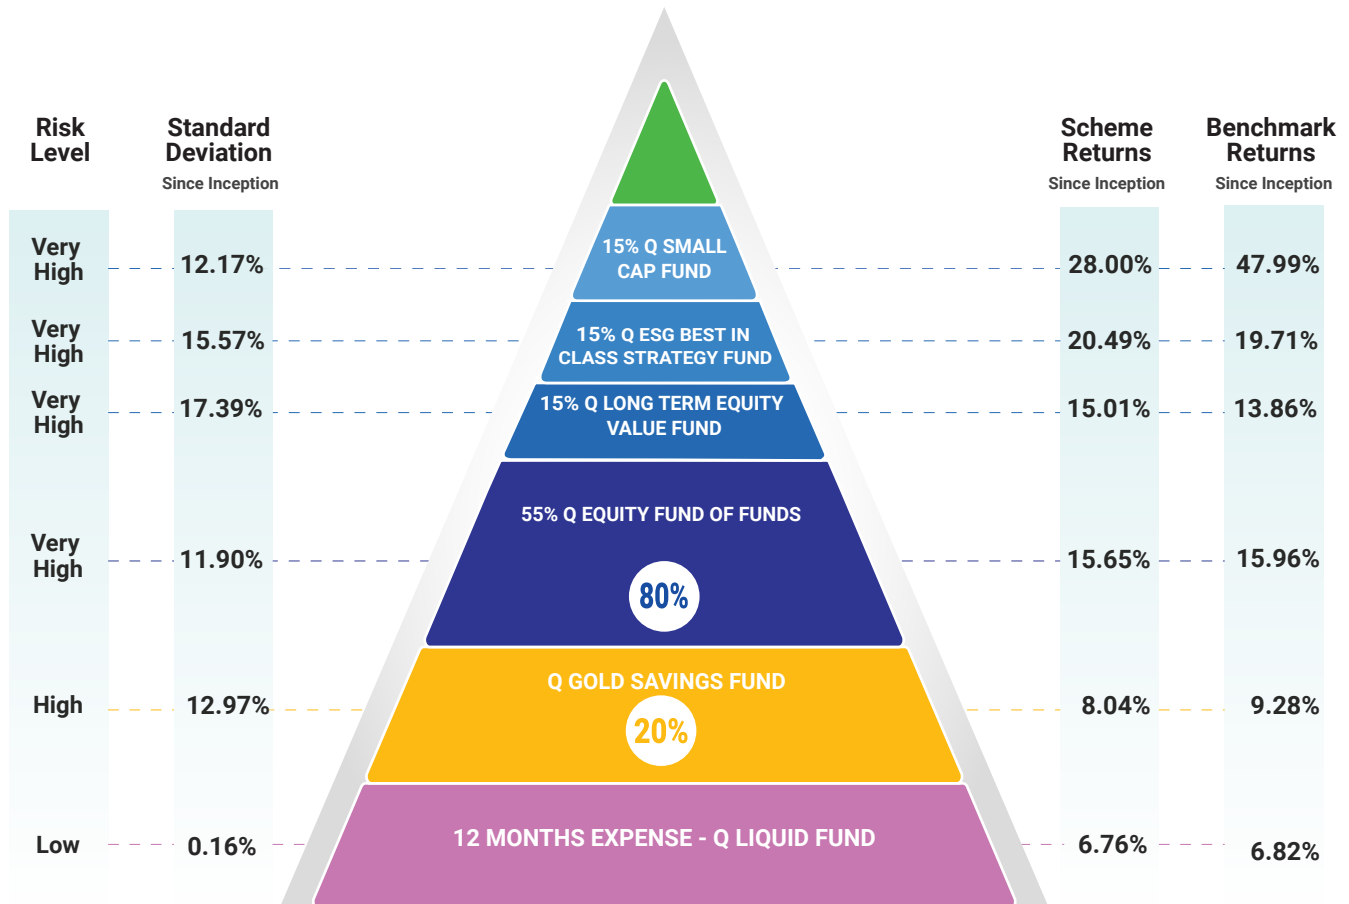 Risk
Level
Standard
Deviation
Since Inception
Scheme
Returns
Since Inception
Benchmark
Returns
Since Inception
Very
High
12.17%
15% Q SMALL
CAP FUND
28.00%
47.99%
Very
High
15.57%
15% Q ESG BEST IN
CLASS STRATEGY FUND
20.49%
19.71%
Very
High
17.39%
15% Q LONG TERM EQUITY
VALUE FUND
15.01%
13.86%
Very
High
11.90%
55% Q EQUITY FUND OF FUNDS
80%
15.65%
15.96%
High
12.97%
Q GOLD SAVINGS FUND
20%
8.04%
9.28%
Low
0.16%
12 MONTHS EXPENSE - Q LIQUID FUND
6.76%
6.82%